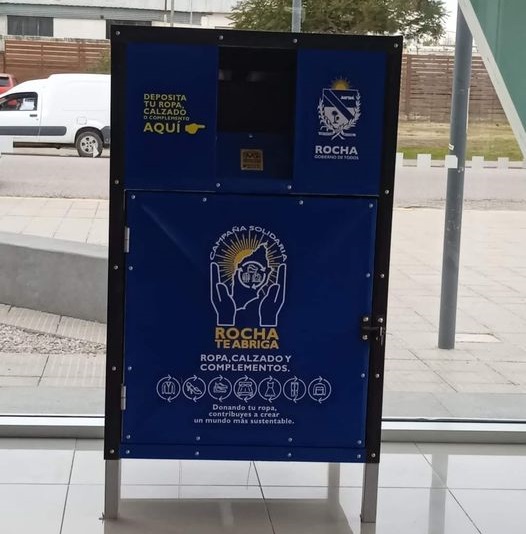 DEPOSITA
TU ROPA,
CALZADO
O COMPLEMENTO
AQUÍ
ROCHA
GOBIERNO DE TODOS
CAMPAÑA SOLIDARIA
ROCHA
TE ABRIGA
ROPA,CALZADO Y
COMPLEMENTOS.
Donando tu ropa,
contribuyes a crear
un mundo más sustentable.